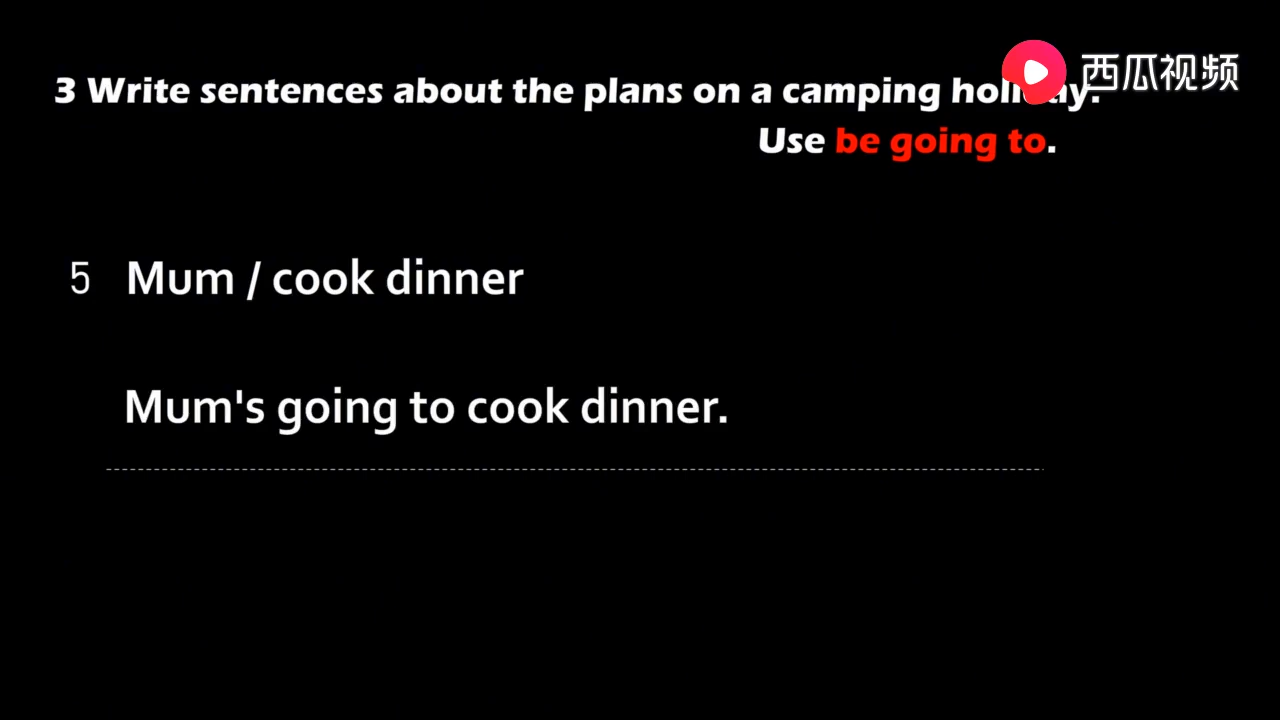 西瓜视频
3 Write sentences about the plans on a camping holiday.
Use be going to.
5 Mum / cook dinner
Mum's going to cook dinner.